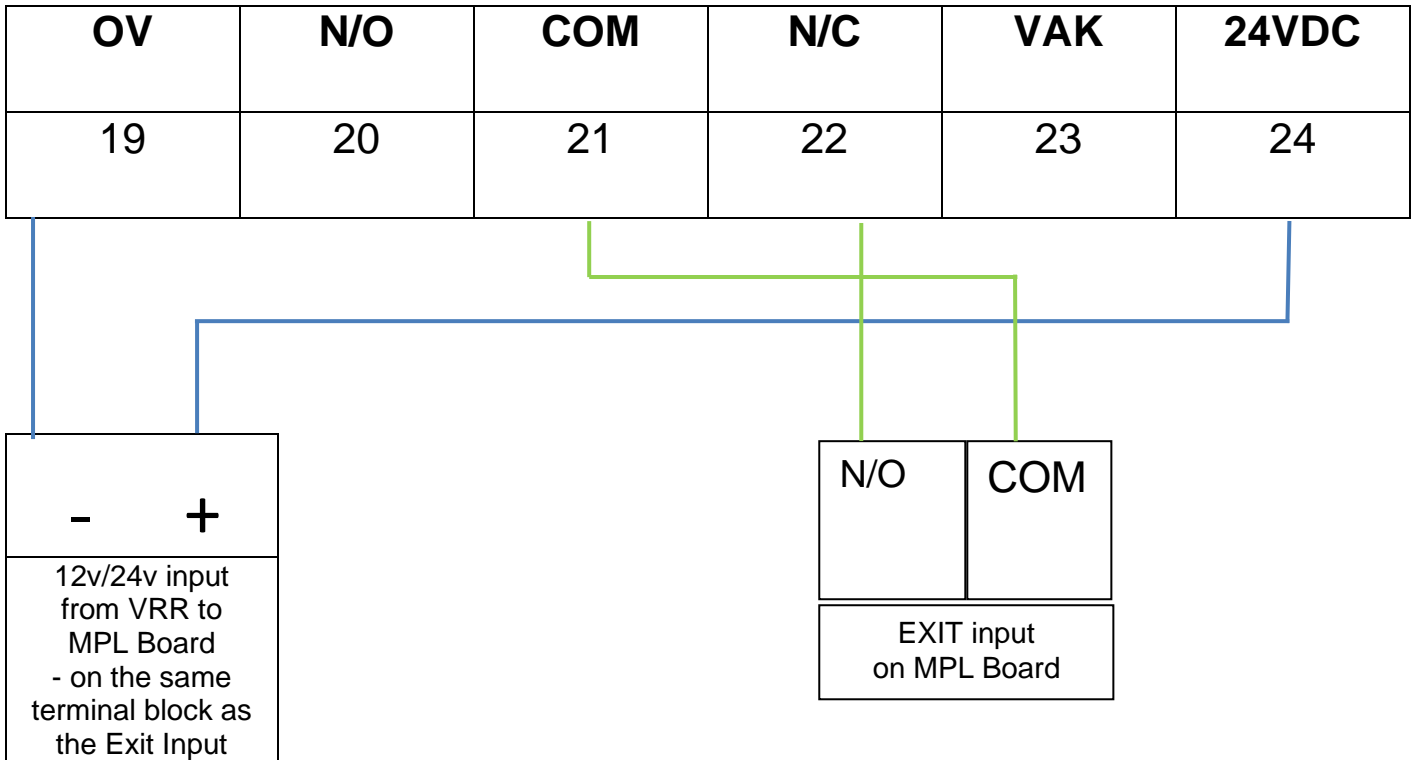 OV N/O COM N/C VAK 24VDC
19 20 21 22 23 24
- +
12v/24v input
from VRR to
MPL Board
- on the same
terminal block as
the Exit Input
N/O COM
EXIT input
on MPL Board